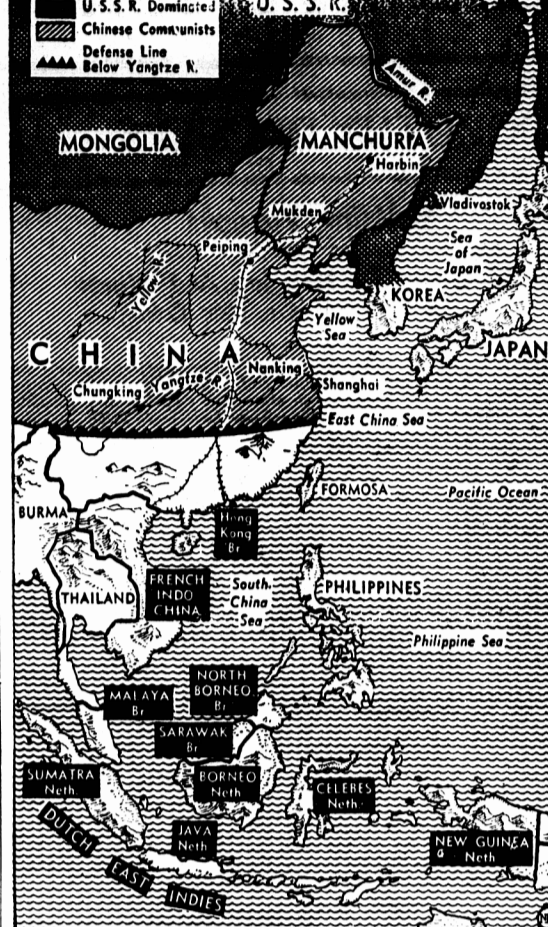 U.S.S.R. Dominated
U. S. S. R.
Chinese Communists
Defense Line
Below Yangtze R.
Amur R.
MONGOLIA
MANCHURIA
Harbin
Mukden
Vladivostok
Peiping
Sea
of
Japan
Yellow R.
KOREA
Yellow
Sea
CHINA
JAPAN
Nanking
Chungking
Yangtze R.
Shanghai
East China Sea
BURMA
FORMOSA
Pacific Ocean
Hong
Kong
Br
FRENCH
INDO
CHINA
South
China
Sea
PHILIPPINES
THAILAND
Philippine Sea
NORTH
BORNEO
Br
MALAYA
Br
SARAWAK
Br
SUMATRA
Neth.
BORNEO
Neth
CELEBES
Neth.
JAVA
Neth
NEW GUINEA
Neth
DUTCH EAST INDIES